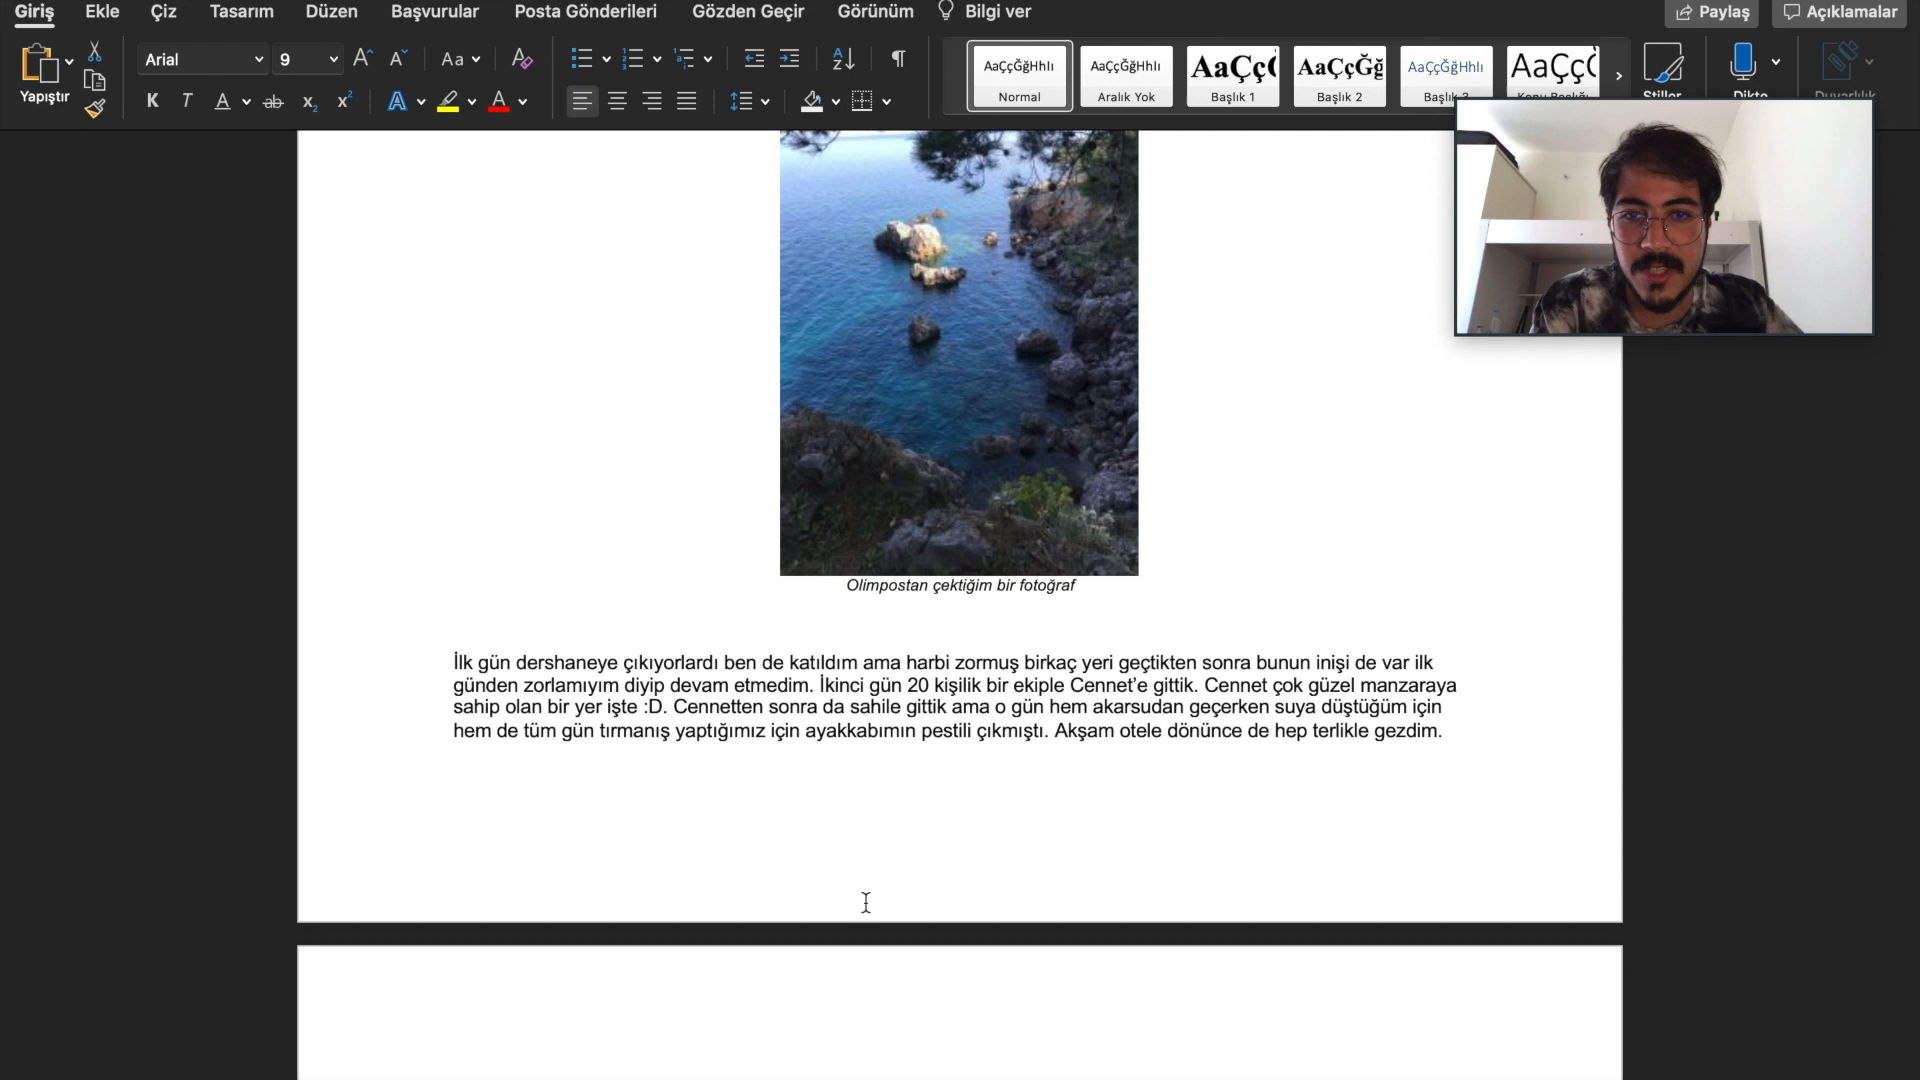 Giriş Ekle Çiz Tasarım Düzen Başvurular Posta Gönderileri Gözden Geçir Görünüm Bilgi ver Paylaş Açıklamalar
Arial 9 Aa
AaÇçĞğHhIı AaÇçĞğHhIı AaÇç AaÇçĞğ AaÇçĞğHhIı AaÇç
Yapıştır
K T A ab x₂ x² A A
Normal Aralık Yok Başlık 1 Başlık 2
Olimpostan çektiğim bir fotoğraf
İlk gün dershaneye çıkıyorlardı ben de katıldım ama harbi zormuş birkaç yeri geçtikten sonra bunun inişi de var ilk
günden zorlamıyım diyip devam etmedim. İkinci gün 20 kişilik bir ekiple Cennet’e gittik. Cennet çok güzel manzaraya
sahip olan bir yer işte :D. Cennetten sonra da sahile gittik ama o gün hem akarsudan geçerken suya düştüğüm için
hem de tüm gün tırmanış yaptığımız için ayakkabımın pestili çıkmıştı. Akşam otele dönünce de hep terlikle gezdim.